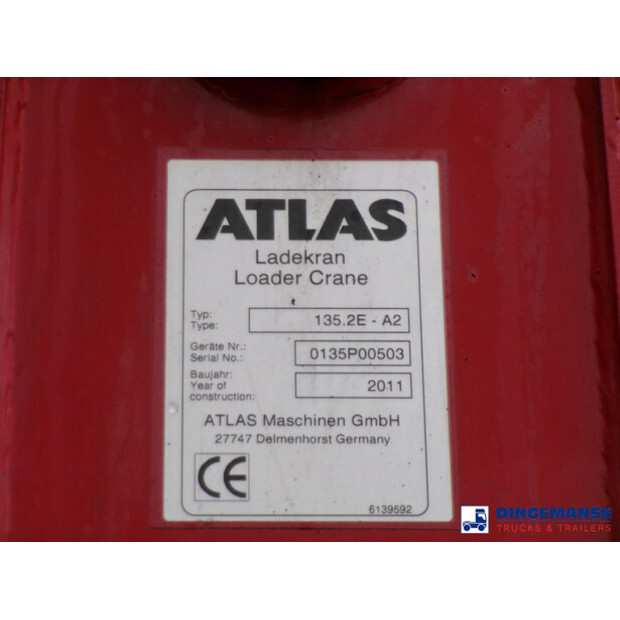 ATLAS
Ladekran
Loader Crane
Typ:
Type:
135.2E - A2
Geräte Nr.:
Serial No.:
0135P00503
Baujahr:
Year of
construction:
2011
ATLAS Maschinen GmbH
27747 Delmenhorst Germany
CE
6139592
DINGEMANSE
TRUCKS & TRAILERS